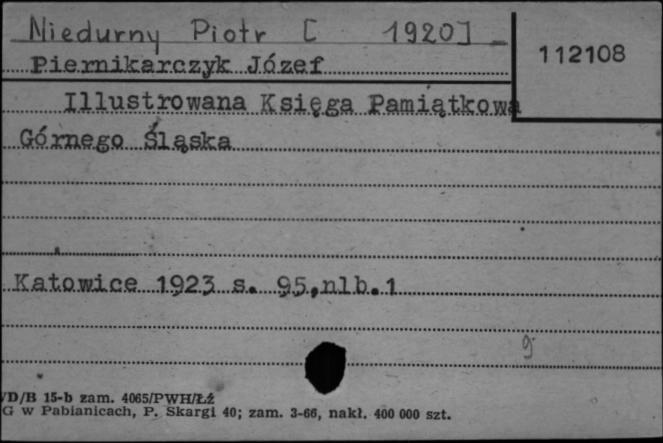 Niedurny Piotr [ 1920]
112108
Piernikarczyk Józef
Illustrowana Księga Pamiątkowa
Górnego Śląska
Katowice 1923 s. 95,nlb.1
g
/D/B 15-b zam. 4065/PWH/Łż
G w Pabianicach, P. Skargi 40; zam. 3-66, nakł. 400 000 szt.